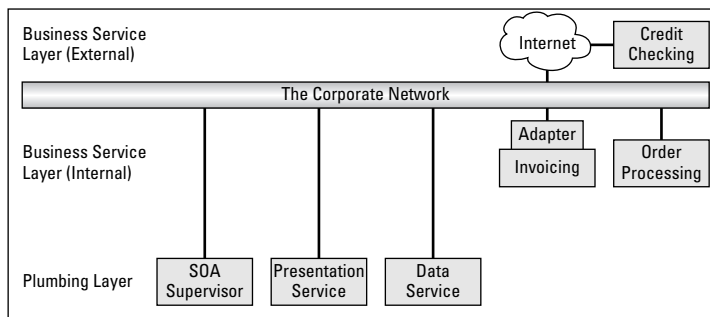 Business Service
Layer (External)
Internet
Credit
Checking
The Corporate Network
Business Service
Layer (Internal)
Adapter
Invoicing
Order
Processing
Plumbing Layer
SOA
Supervisor
Presentation
Service
Data
Service